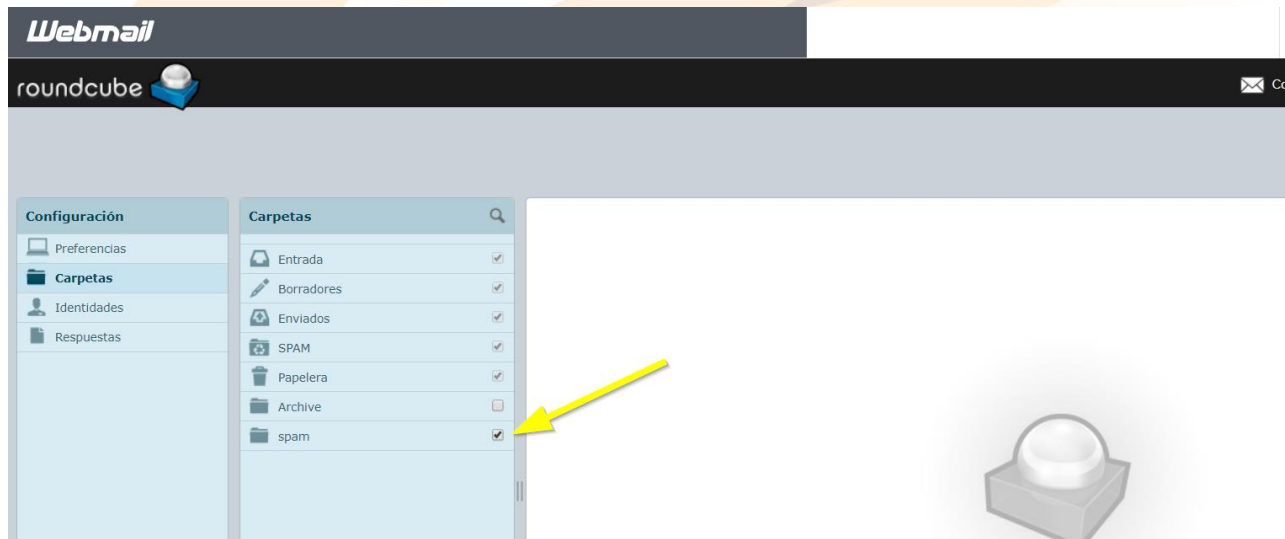 Webmail
roundcube
Co
Configuración
Preferencias
Carpetas
Identidades
Respuestas
Carpetas
Entrada
Borradores
Enviados
SPAM
Papelera
Archive
spam